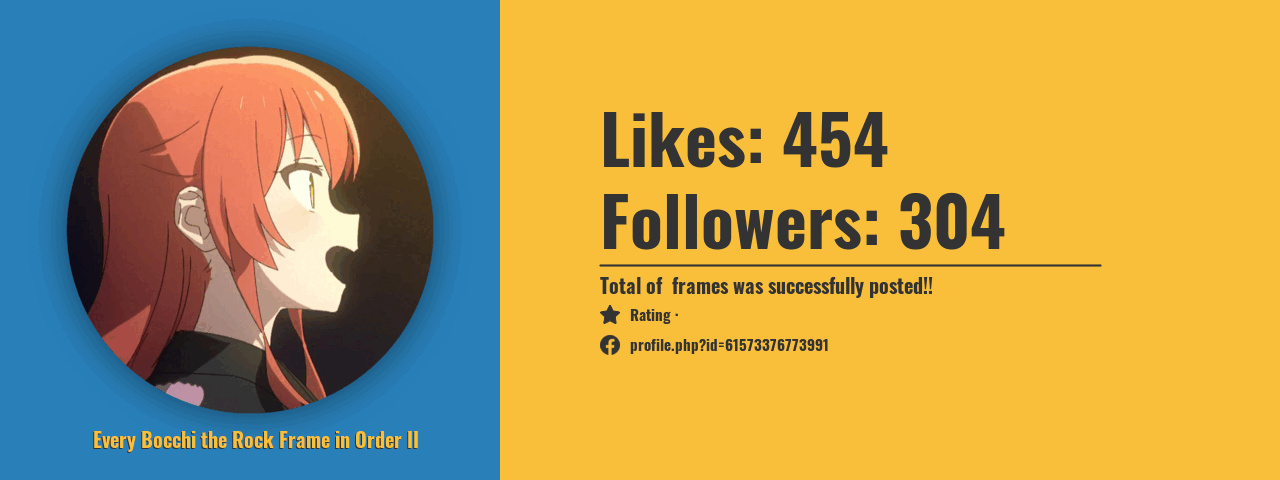 Likes: 454
Followers: 304
Total of  frames was successfully posted!!
Rating ·
profile.php?id=61573376773991
Every Bocchi the Rock Frame in Order II